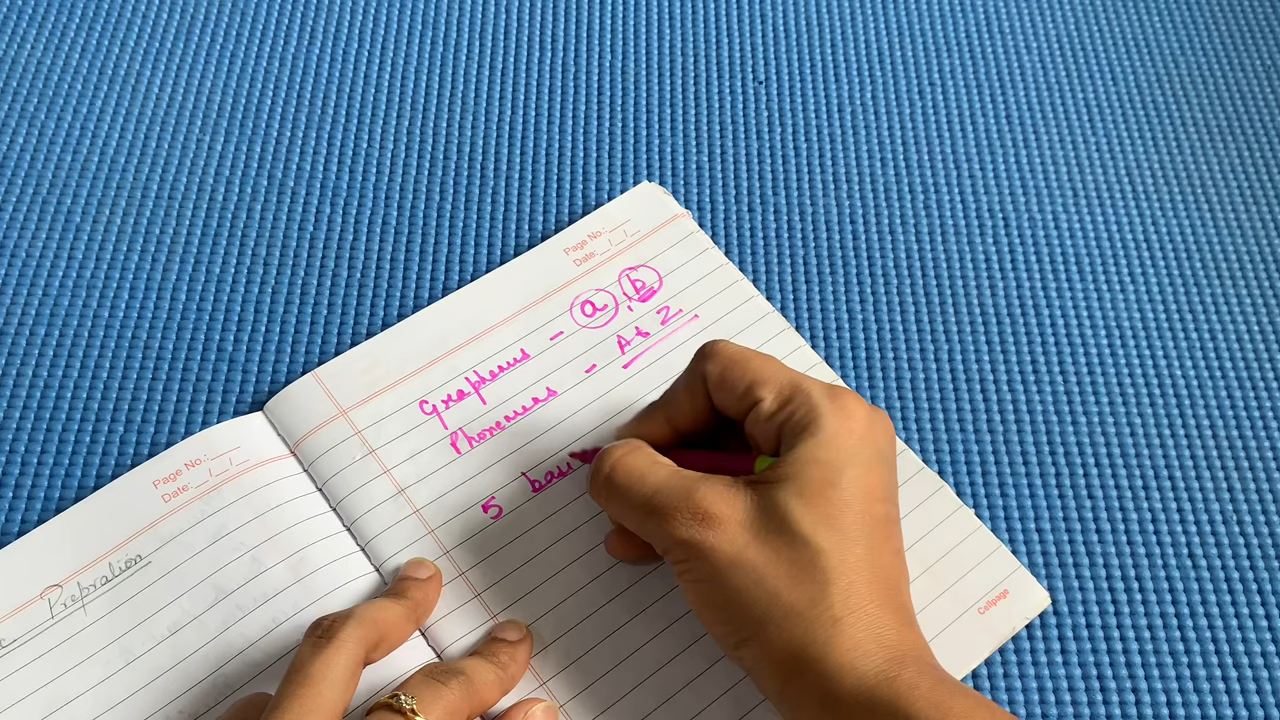 Page No.:
Date:
c. Prepration
Page No.:
Date:
Graphemes - a, b
Phonemes - A to Z
5
Cellpage